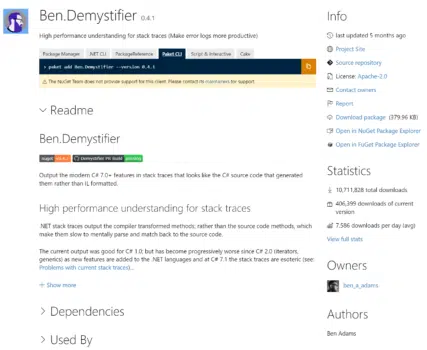 Ben.Demystifier 0.4.1
High performance understanding for stack traces (Make error logs more productive)
Package Manager .NET CLI PackageReference Paket CLI Script & Interactive Cake
> paket add Ben.Demystifier --version 0.4.1
The NuGet Team does not provide support for this client. Please contact its maintainers for support.
Readme
Ben.Demystifier
nuget v0.4.1 Demystifier PR Build passing
Output the modern C# 7.0+ features in stack traces that looks like the C# source code that generated
them rather than IL formatted.
High performance understanding for stack traces
.NET stack traces output the compiler transformed methods; rather than the source code methods,
which make them slow to mentally parse and match back to the source code.
The current output was good for C# 1.0; but has become progressively worse since C# 2.0 (iterators,
generics) as new features are added to the .NET languages and at C# 7.1 the stack traces are esoteric (see:
Problems with current stack traces)...
+ Show more
Dependencies
Used By
Info
last updated 5 months ago
Project Site
Source repository
License: Apache-2.0
Contact owners
Report
Download package (379.96 KB)
Open in NuGet Package Explorer
Open in FuGet Package Explorer
Statistics
10,711,828 total downloads
406,399 downloads of current
version
7,586 downloads per day (avg)
View full stats
Owners
ben_a_adams
Authors
Ben Adams